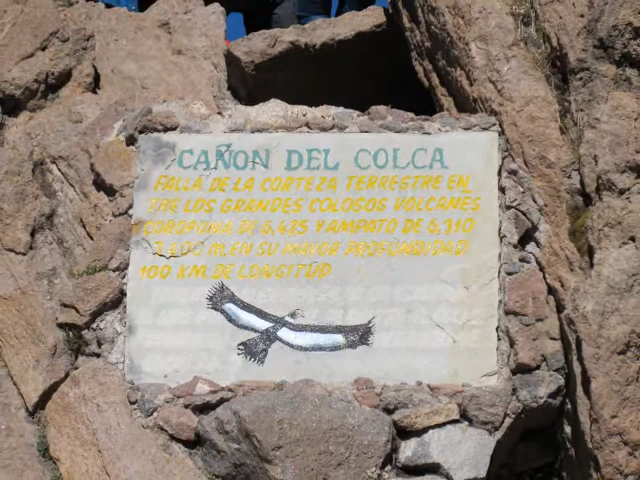 CAÑON DEL COLCA
FALLA DE LA CORTEZA TERRESTRE EN
TRE LOS GRANDES COLOSOS VOLCANES
COROPUNA DE 6,425 Y AMPATO DE 6,310
3,400 m. EN SU MAYOR PROFUNDIDAD
100 KM. DE LONGITUD